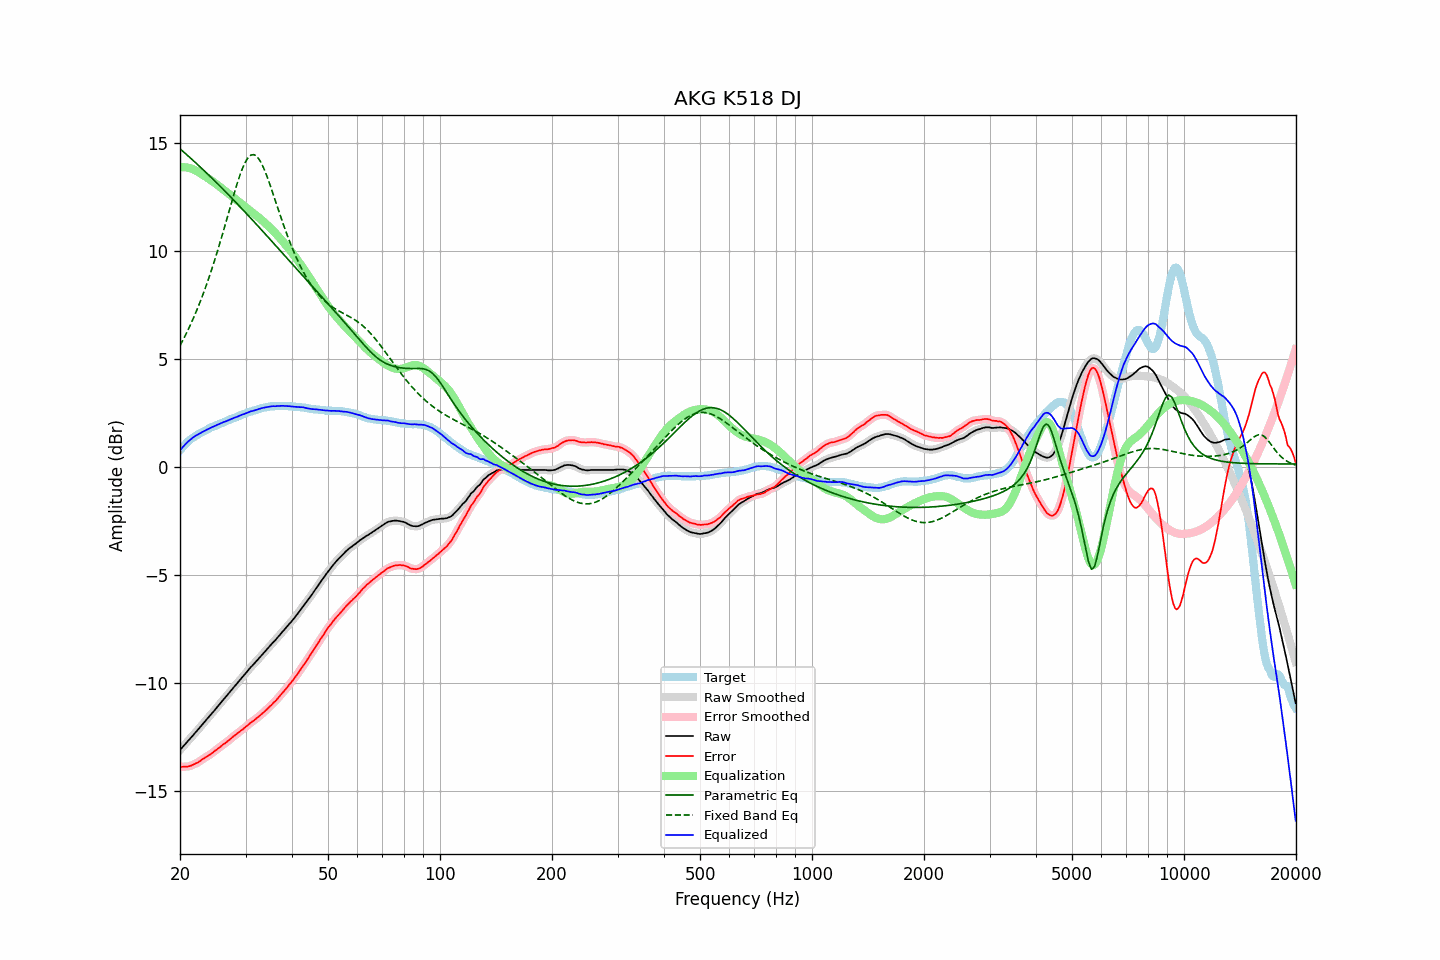 AKG K518 DJ
Amplitude (dBr)
15
10
5
0
−5
−10
−15
20
50
100
200
500
1000
2000
5000
10000
20000
Frequency (Hz)
Target
Raw Smoothed
Error Smoothed
Raw
Error
Equalization
Parametric Eq
Fixed Band Eq
Equalized